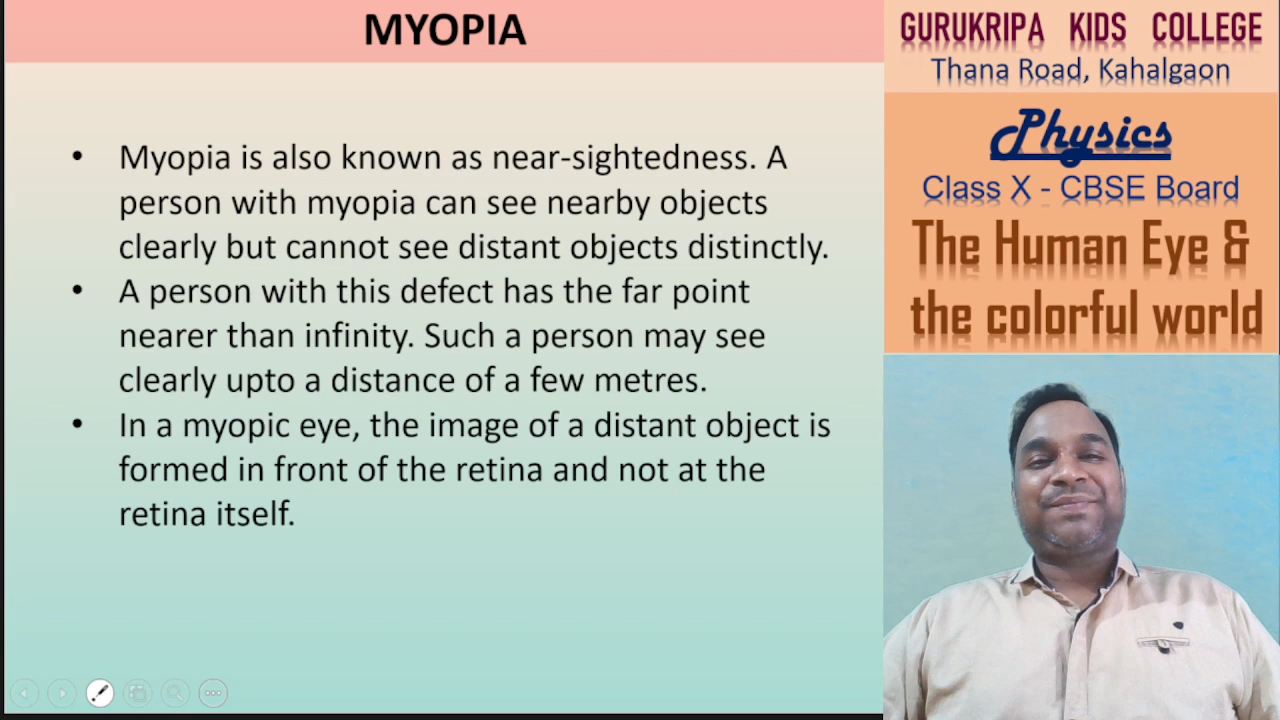 MYOPIA
• Myopia is also known as near-sightedness. A
person with myopia can see nearby objects
clearly but cannot see distant objects distinctly.
• A person with this defect has the far point
nearer than infinity. Such a person may see
clearly upto a distance of a few metres.
• In a myopic eye, the image of a distant object is
formed in front of the retina and not at the
retina itself.
GURUKRIPA KIDS COLLEGE
Thana Road, Kahalgaon
Physics
Class X - CBSE Board
The Human Eye &
the colorful world